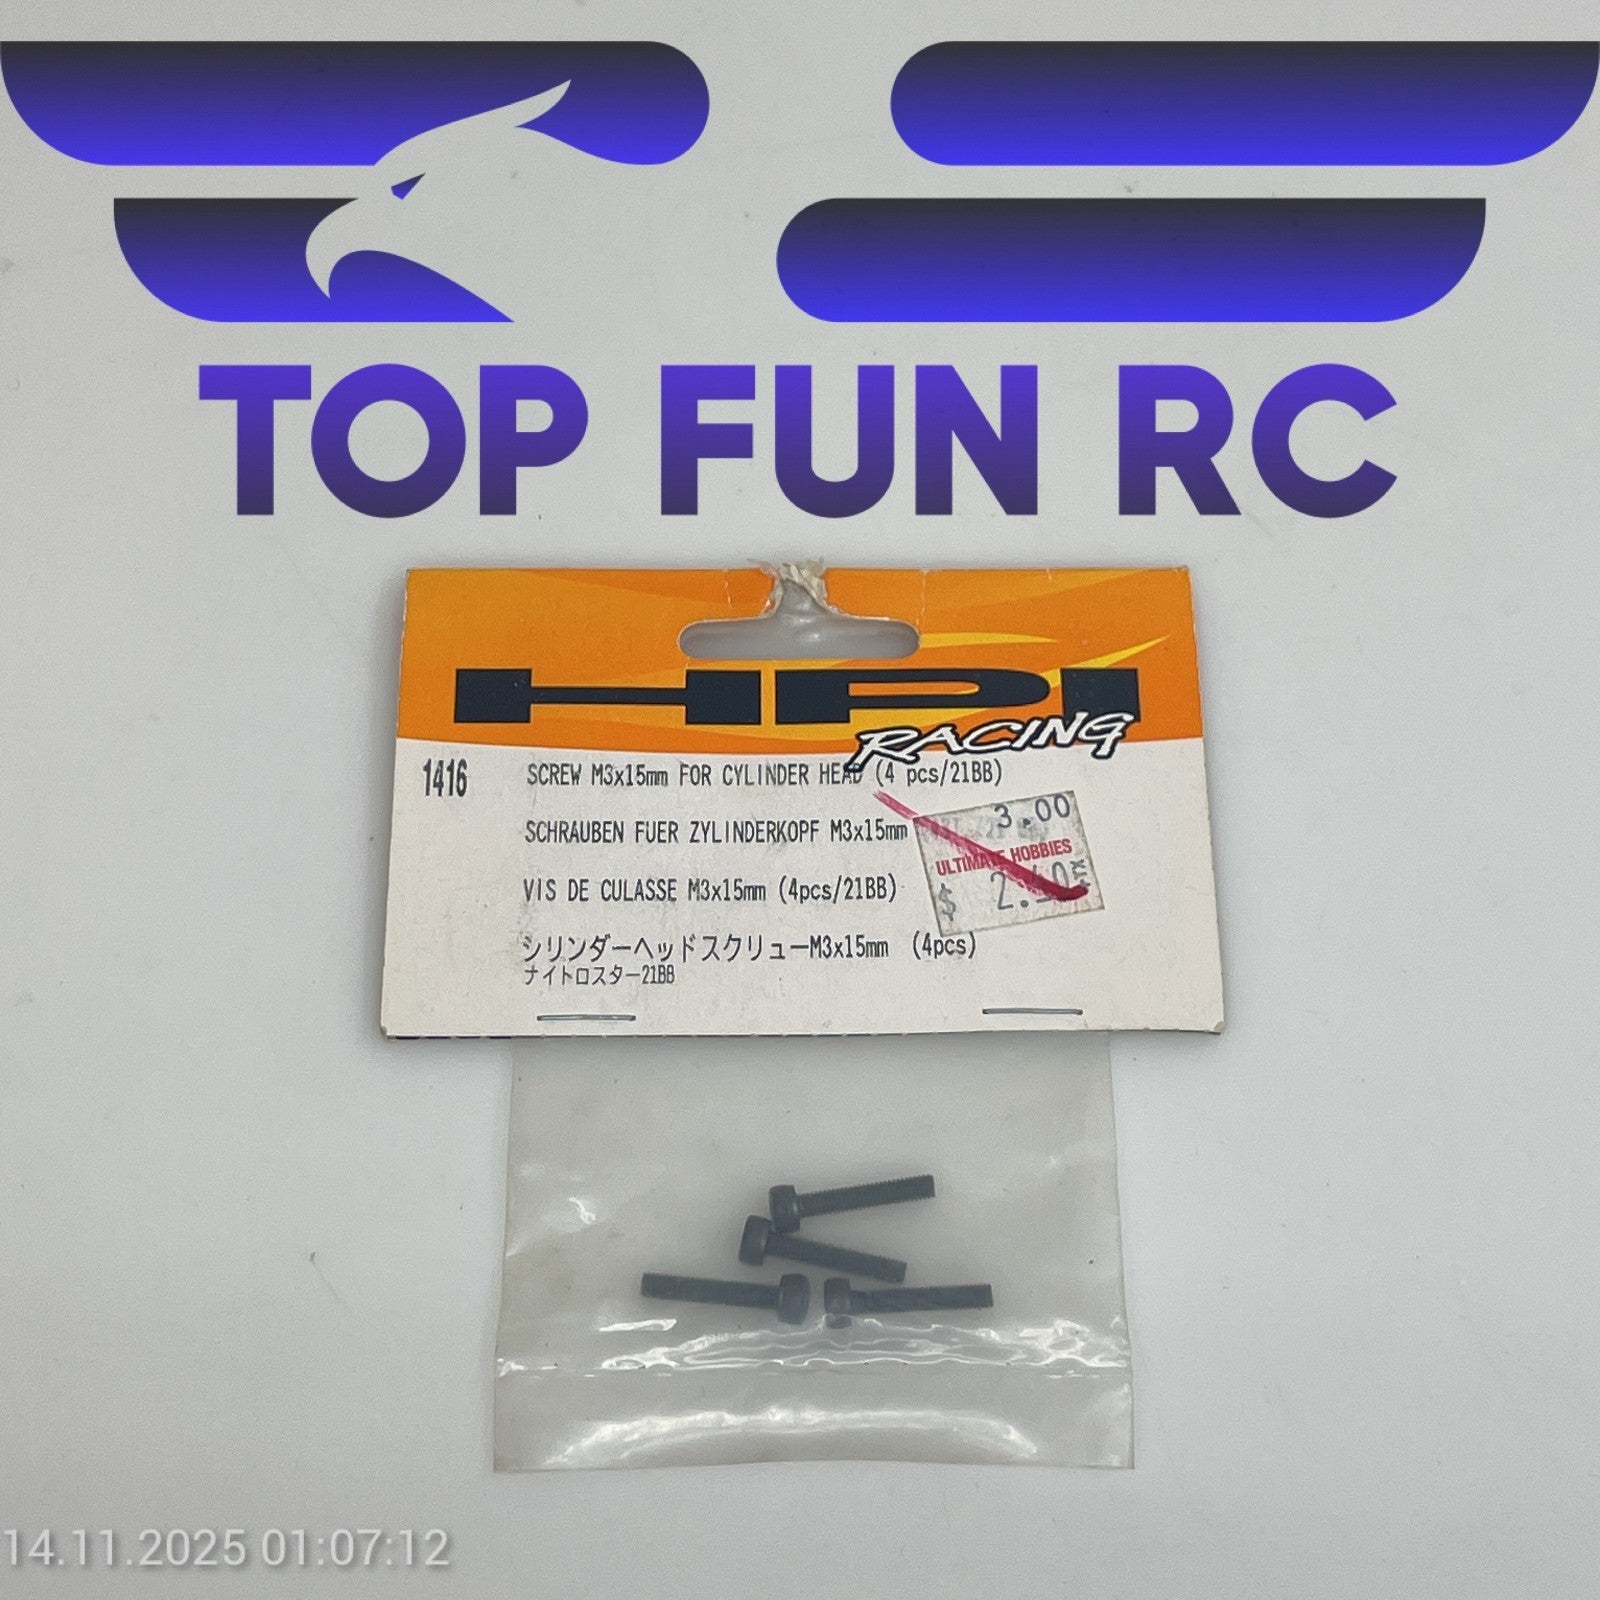 TOP FUN RC
HPI
RACING
1416
SCREW M3x15mm FOR CYLINDER HEAD (4 pcs/21BB)
SCHRAUBEN FUER ZYLINDERKOPF M3x15mm
VIS DE CULASSE M3x15mm (4pcs/21BB)
シリンダーヘッドスクリューM3x15mm (4pcs)
ナイトロスター21BB
3.00
ULTIMATE HOBBIES
$
14.11.2025 01:07:12